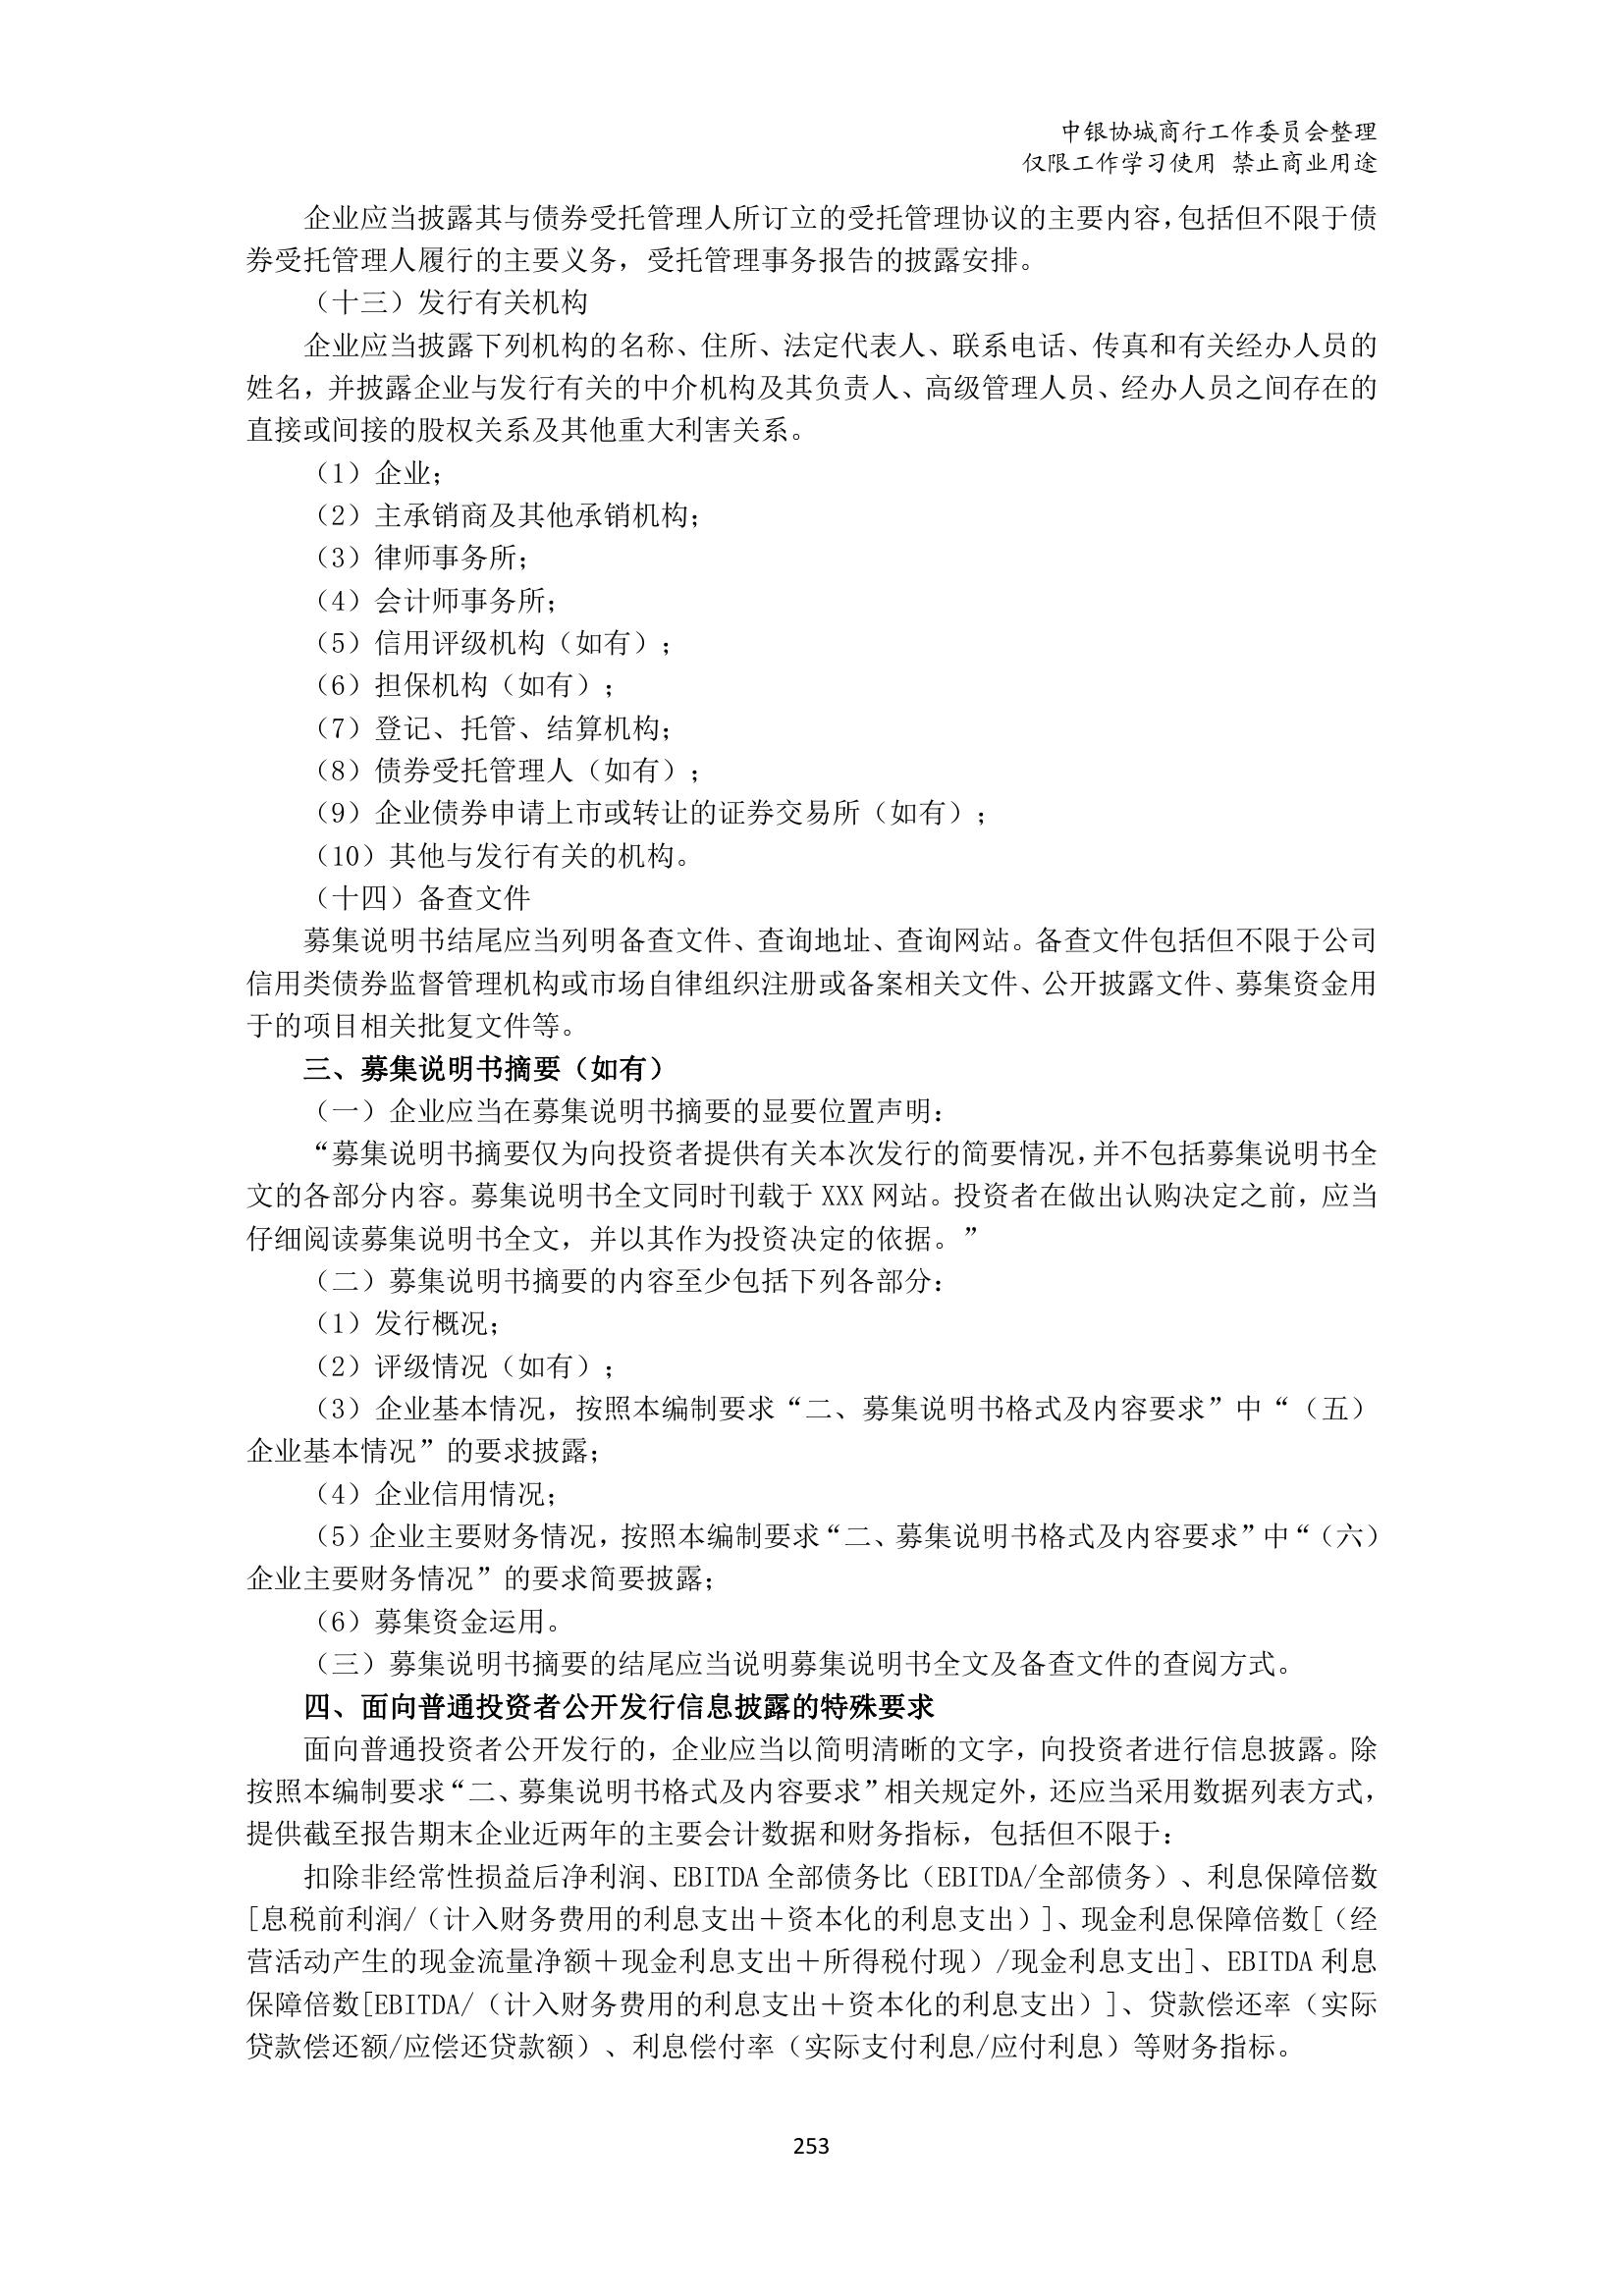 中银协城商行工作委员会整理
仅限工作学习使用 禁止商业用途
企业应当披露其与债券受托管理人所订立的受托管理协议的主要内容，包括但不限于债
券受托管理人履行的主要义务，受托管理事务报告的披露安排。
（十三）发行有关机构
企业应当披露下列机构的名称、住所、法定代表人、联系电话、传真和有关经办人员的
姓名，并披露企业与发行有关的中介机构及其负责人、高级管理人员、经办人员之间存在的
直接或间接的股权关系及其他重大利害关系。
（1）企业；
（2）主承销商及其他承销机构；
（3）律师事务所；
（4）会计师事务所；
（5）信用评级机构（如有）；
（6）担保机构（如有）；
（7）登记、托管、结算机构；
（8）债券受托管理人（如有）；
（9）企业债券申请上市或转让的证券交易所（如有）；
（10）其他与发行有关的机构。
（十四）备查文件
募集说明书结尾应当列明备查文件、查询地址、查询网站。备查文件包括但不限于公司
信用类债券监督管理机构或市场自律组织注册或备案相关文件、公开披露文件、募集资金用
于的项目相关批复文件等。
三、募集说明书摘要（如有）
（一）企业应当在募集说明书摘要的显要位置声明：
“募集说明书摘要仅为向投资者提供有关本次发行的简要情况，并不包括募集说明书全
文的各部分内容。募集说明书全文同时刊载于 XXX 网站。投资者在做出认购决定之前，应当
仔细阅读募集说明书全文，并以其作为投资决定的依据。”
（二）募集说明书摘要的内容至少包括下列各部分：
（1）发行概况；
（2）评级情况（如有）；
（3）企业基本情况，按照本编制要求“二、募集说明书格式及内容要求”中“（五）
企业基本情况”的要求披露；
（4）企业信用情况；
（5）企业主要财务情况，按照本编制要求“二、募集说明书格式及内容要求”中“（六）
企业主要财务情况”的要求简要披露；
（6）募集资金运用。
（三）募集说明书摘要的结尾应当说明募集说明书全文及备查文件的查阅方式。
四、面向普通投资者公开发行信息披露的特殊要求
面向普通投资者公开发行的，企业应当以简明清晰的文字，向投资者进行信息披露。除
按照本编制要求“二、募集说明书格式及内容要求”相关规定外，还应当采用数据列表方式，
提供截至报告期末企业近两年的主要会计数据和财务指标，包括但不限于：
扣除非经常性损益后净利润、EBITDA 全部债务比（EBITDA/全部债务）、利息保障倍数
[息税前利润/（计入财务费用的利息支出＋资本化的利息支出）]、现金利息保障倍数[（经
营活动产生的现金流量净额＋现金利息支出＋所得税付现）/现金利息支出]、EBITDA 利息
保障倍数[EBITDA/（计入财务费用的利息支出＋资本化的利息支出）]、贷款偿还率（实际
贷款偿还额/应偿还贷款额）、利息偿付率（实际支付利息/应付利息）等财务指标。
253